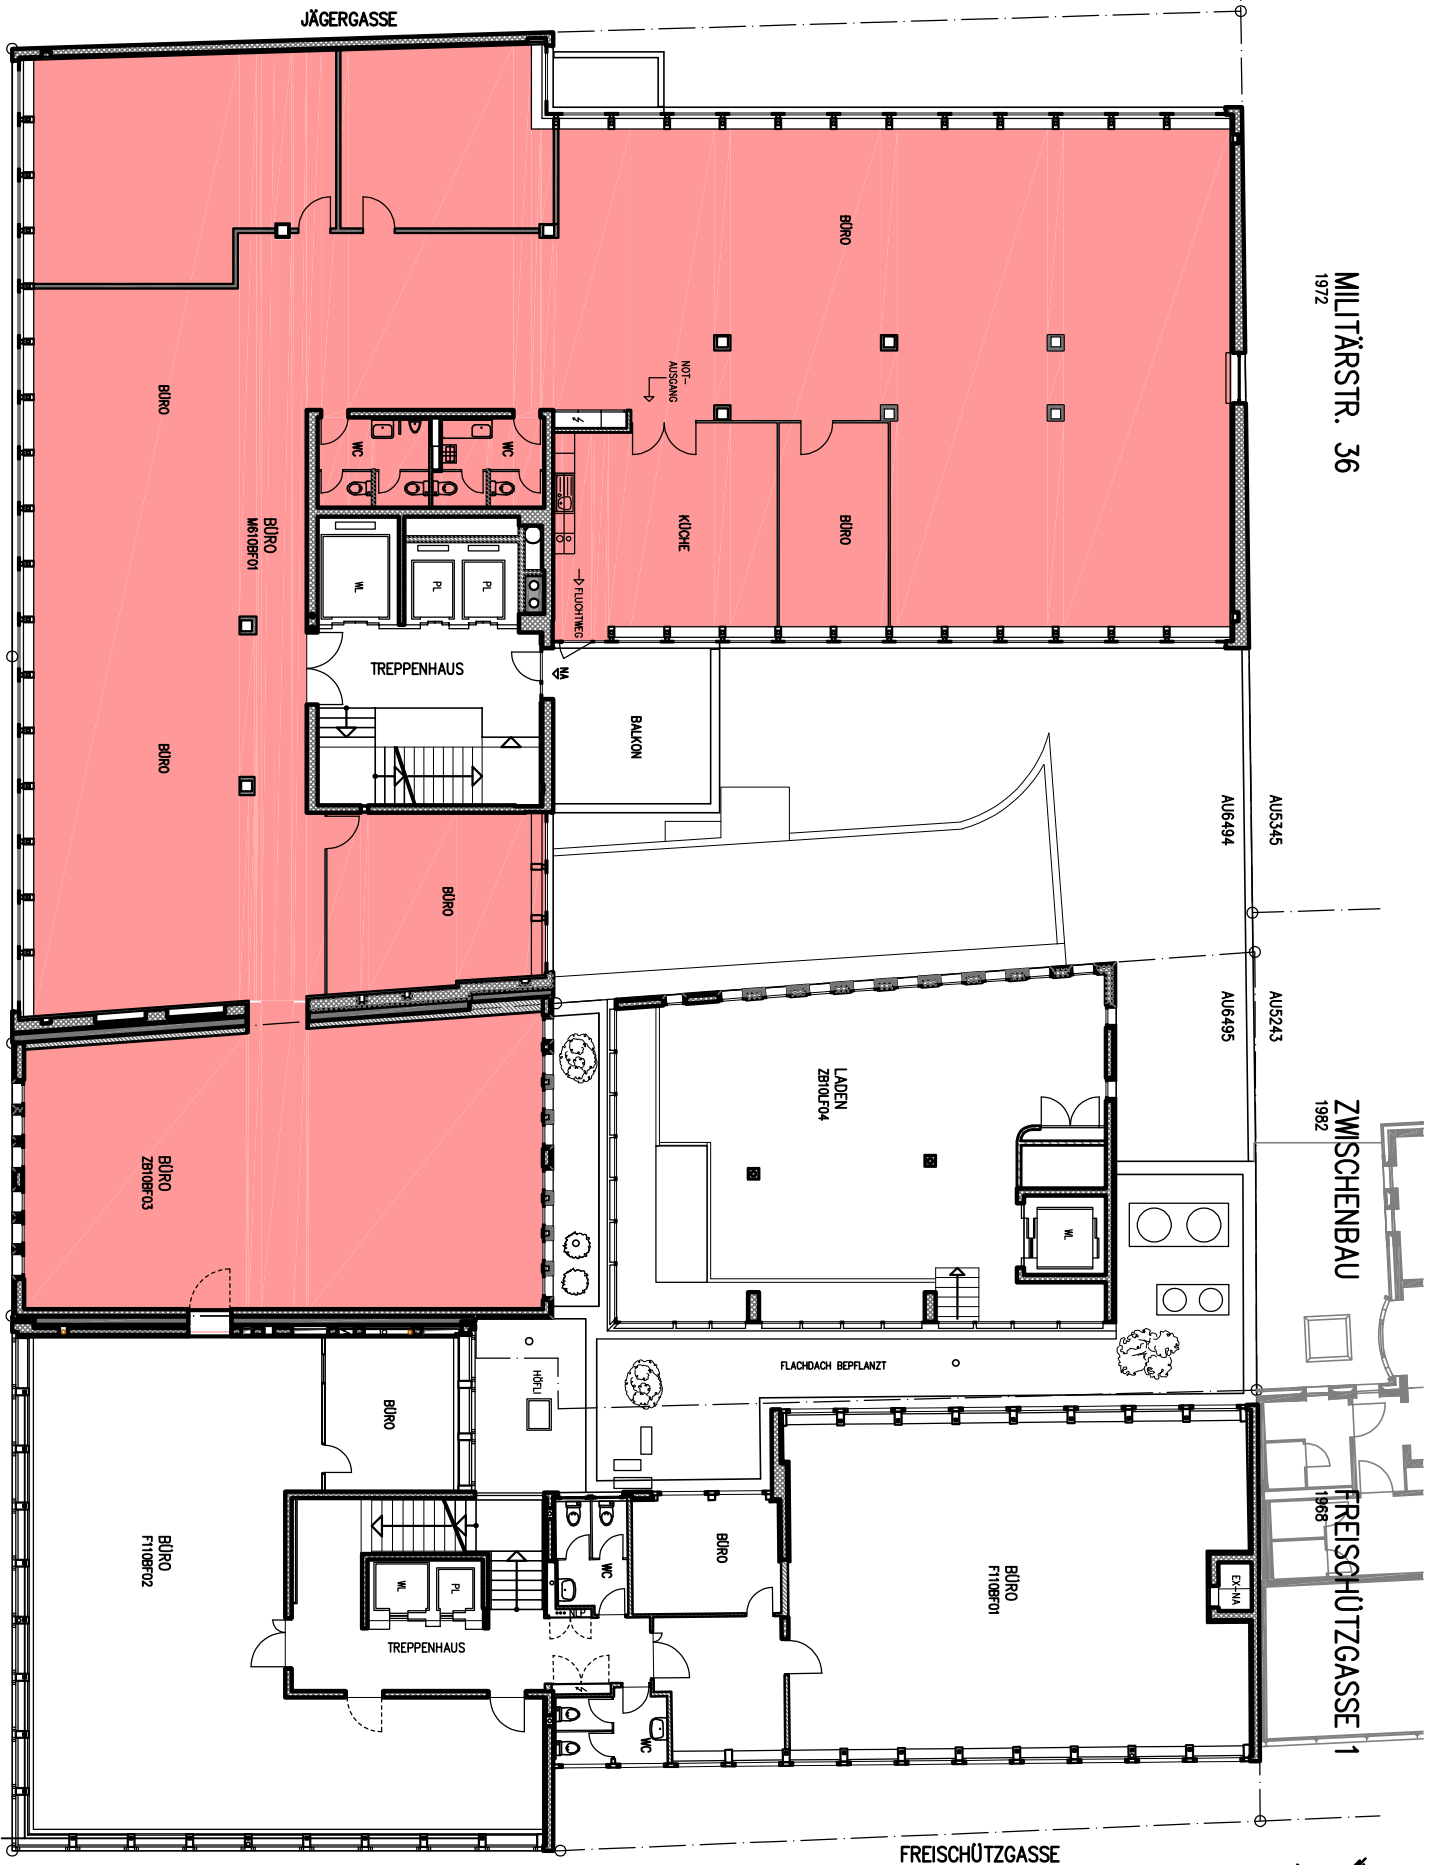 JÄGERGASSE
MILITÄRSTR. 36
1972
BÜRO
NOT-
AUSGANG
BÜRO
WC
WC
KÜCHE
BÜRO
BÜRO
M610BF01
FLUCHTWEG
WL
PL
PL
TREPPENHAUS
NA
BALKON
BÜRO
BÜRO
AU5345
AU6494
AU5243
AU6495
LADEN
ZB10LF04
ZWISCHENBAU
1982
BÜRO
ZB10BF03
WL
FLACHDACH BEPFLANZT
HÖFLI
BÜRO
FREISCHÜTZGASSE 1
1968
BÜRO
F110BF02
BÜRO
WC
BÜRO
F110BF01
EX-NA
WL
PL
TREPPENHAUS
WC
FREISCHÜTZGASSE